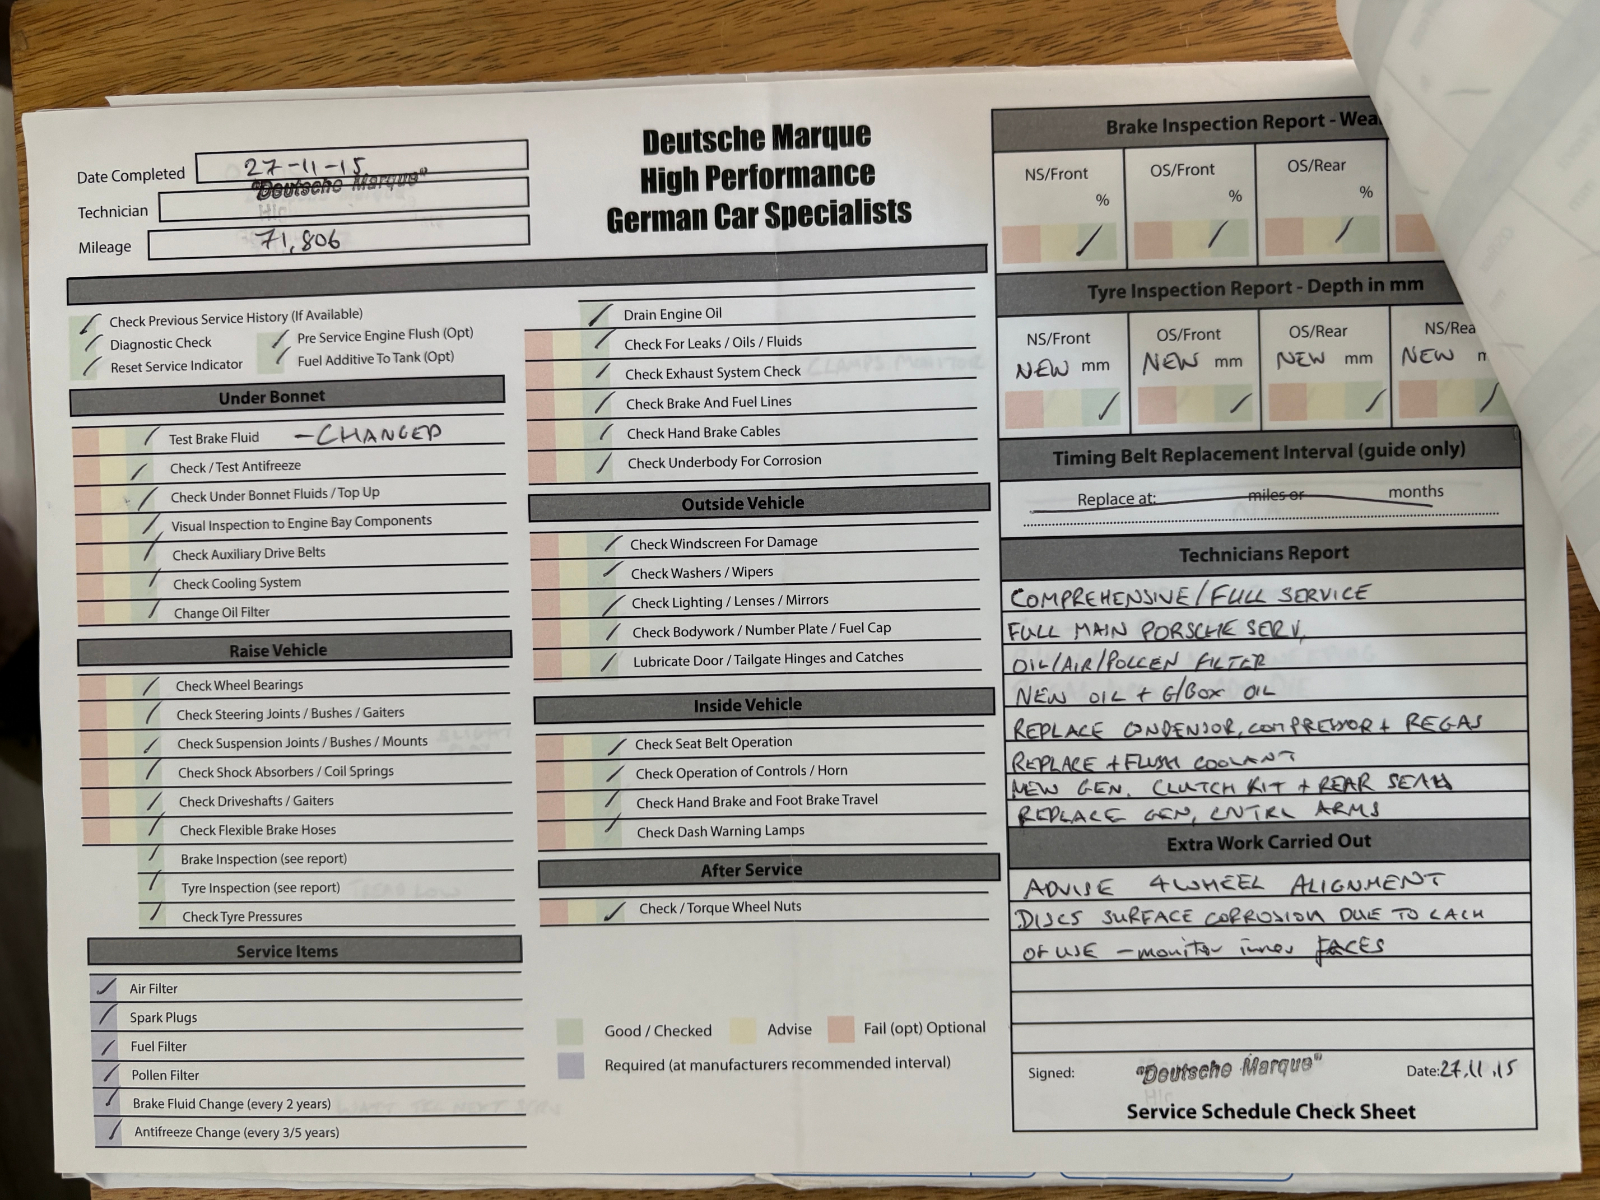 Date Completed 27-11-15
"Deutsche Marque"
Technician
Mileage 71,806
Deutsche Marque
High Performance
German Car Specialists
Check Previous Service History (If Available)
Diagnostic Check
Reset Service Indicator
Pre Service Engine Flush (Opt)
Fuel Additive To Tank (Opt)
Under Bonnet
Test Brake Fluid - CHANGED
Check / Test Antifreeze
Check Under Bonnet Fluids / Top Up
Visual Inspection to Engine Bay Components
Check Auxiliary Drive Belts
Check Cooling System
Change Oil Filter
Raise Vehicle
Check Wheel Bearings
Check Steering Joints / Bushes / Gaiters
Check Suspension Joints / Bushes / Mounts
Check Shock Absorbers / Coil Springs
Check Driveshafts / Gaiters
Check Flexible Brake Hoses
Brake Inspection (see report)
Tyre Inspection (see report)
Check Tyre Pressures
Service Items
Air Filter
Spark Plugs
Fuel Filter
Pollen Filter
Brake Fluid Change (every 2 years)
Antifreeze Change (every 3/5 years)
Drain Engine Oil
Check For Leaks / Oils / Fluids
Check Exhaust System Check
Check Brake And Fuel Lines
Check Hand Brake Cables
Check Underbody For Corrosion
Outside Vehicle
Check Windscreen For Damage
Check Washers / Wipers
Check Lighting / Lenses / Mirrors
Check Bodywork / Number Plate / Fuel Cap
Lubricate Door / Tailgate Hinges and Catches
Inside Vehicle
Check Seat Belt Operation
Check Operation of Controls / Horn
Check Hand Brake and Foot Brake Travel
Check Dash Warning Lamps
After Service
Check / Torque Wheel Nuts
Good / Checked Advise Fail (opt) Optional
Required (at manufacturers recommended interval)
Brake Inspection Report - Wea
NS/Front OS/Front OS/Rear
% % %
Tyre Inspection Report - Depth in mm
NS/Front OS/Front OS/Rear NS/Rea
NEW mm NEW mm NEW mm NEW
Timing Belt Replacement Interval (guide only)
Replace at: miles or months
Technicians Report
COMPREHENSIVE/FULL SERVICE
FULL MAIN PORSCHE SERV,
OIL/AIR/POLLEN FILTER
NEW OIL + G/BOX OIL
REPLACE CONDENSOR, COMPRESSOR + REGAS
REPLACE + FLUSH COOLANT
NEW GEN. CLUTCH KIT + REAR SEALS
REPLACE GEN, CNTRL ARMS
Extra Work Carried Out
ADVISE 4 WHEEL ALIGNMENT
DISCS SURFACE CORROSION DUE TO LACK
OF USE - monitor inner FACES
Signed: "Deutsche Marque" Date: 27.11.15
Service Schedule Check Sheet